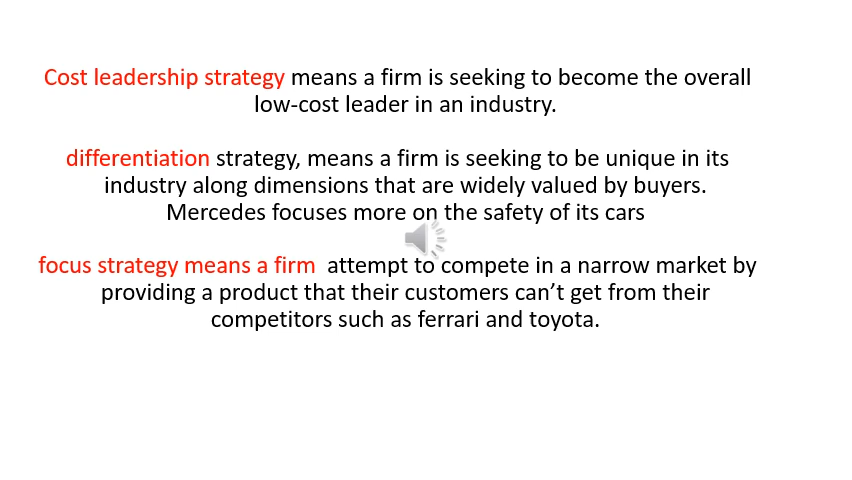 Cost leadership strategy means a firm is seeking to become the overall
low-cost leader in an industry.
differentiation strategy, means a firm is seeking to be unique in its
industry along dimensions that are widely valued by buyers.
Mercedes focuses more on the safety of its cars
focus strategy means a firm  attempt to compete in a narrow market by
providing a product that their customers can’t get from their
competitors such as ferrari and toyota.